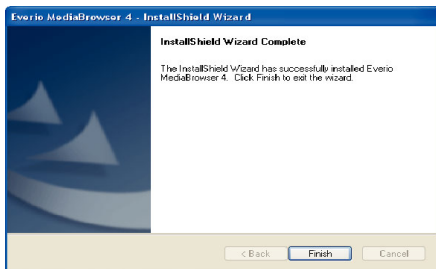 Everio MediaBrowser 4 - InstallShield Wizard
InstallShield Wizard Complete
The InstallShield Wizard has successfully installed Everio
MediaBrowser 4. Click Finish to exit the wizard.
< Back Finish Cancel